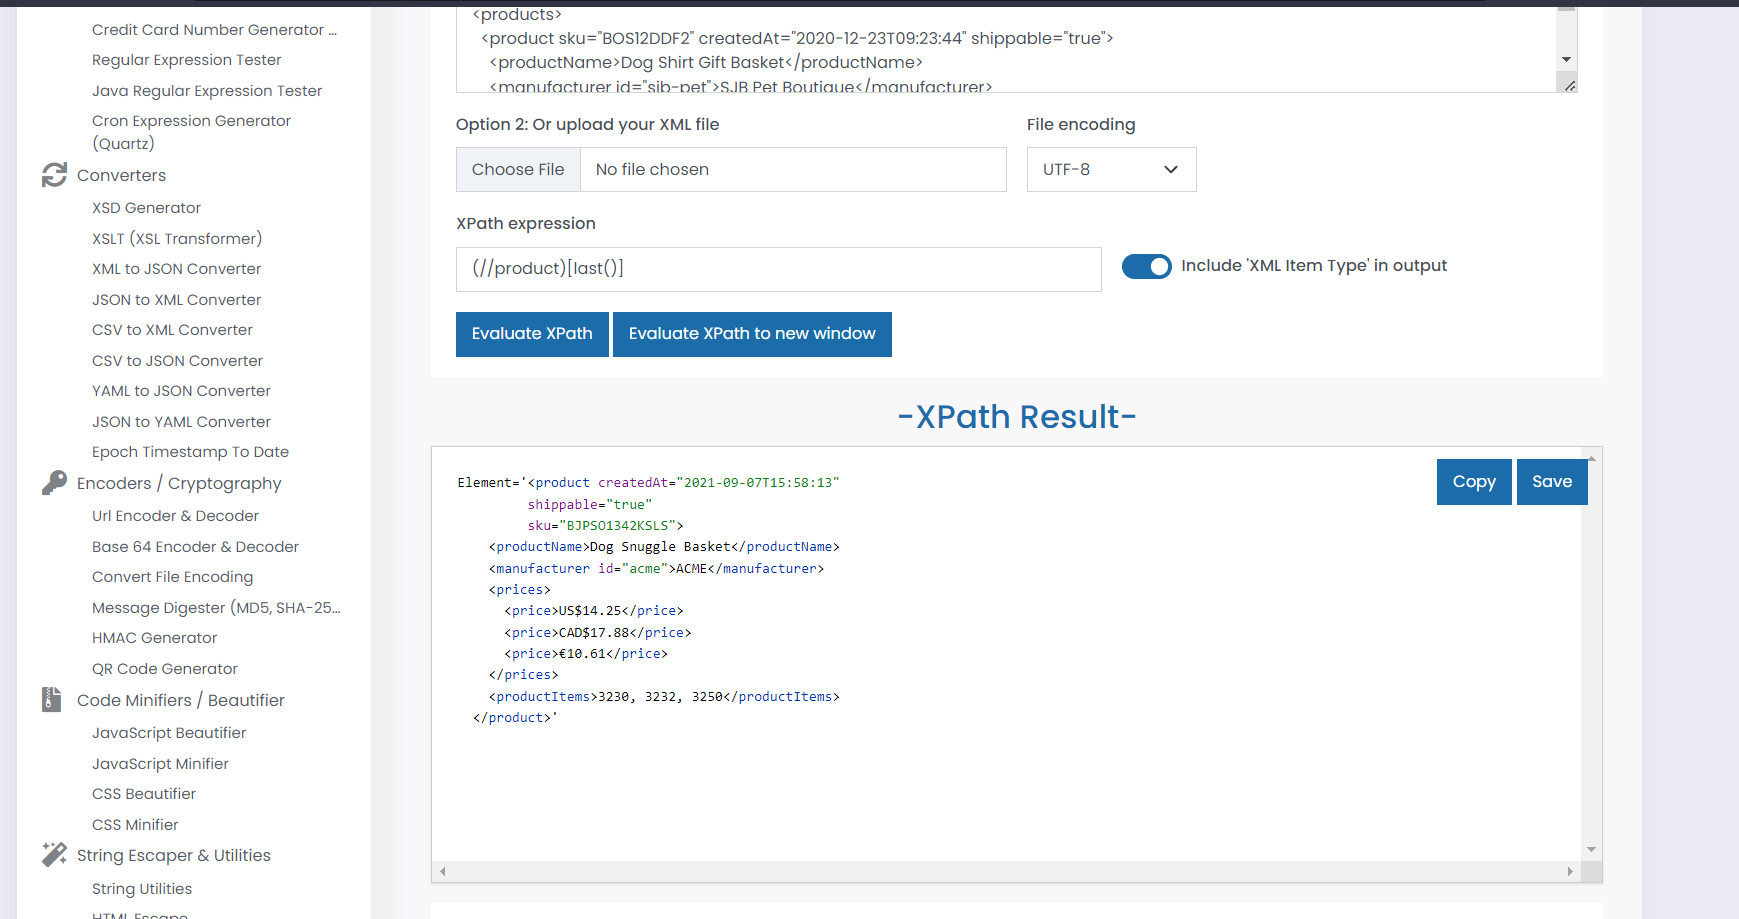 Credit Card Number Generator ...
Regular Expression Tester
Java Regular Expression Tester
Cron Expression Generator
(Quartz)
Converters
XSD Generator
XSLT (XSL Transformer)
XML to JSON Converter
JSON to XML Converter
CSV to XML Converter
CSV to JSON Converter
YAML to JSON Converter
JSON to YAML Converter
Epoch Timestamp To Date
Encoders / Cryptography
Url Encoder & Decoder
Base 64 Encoder & Decoder
Convert File Encoding
Message Digester (MD5, SHA-25...
HMAC Generator
QR Code Generator
Code Minifiers / Beautifier
JavaScript Beautifier
JavaScript Minifier
CSS Beautifier
CSS Minifier
String Escaper & Utilities
String Utilities
HTML Escape
<products>
<product sku="BOS12DDF2" createdAt="2020-12-23T09:23:44" shippable="true">
<productName>Dog Shirt Gift Basket</productName>
<manufacturer id="sjb-pet">SJB Pet Boutique</manufacturer>
Option 2: Or upload your XML file
File encoding
Choose File No file chosen
UTF-8
XPath expression
(//product)[last()]
Include 'XML Item Type' in output
Evaluate XPath
Evaluate XPath to new window
-XPath Result-
Copy
Save
Element='<product createdAt="2021-09-07T15:58:13"
shippable="true"
sku="BJPSO1342KSLS">
<productName>Dog Snuggle Basket</productName>
<manufacturer id="acme">ACME</manufacturer>
<prices>
<price>US$14.25</price>
<price>CAD$17.88</price>
<price>€10.61</price>
</prices>
<productItems>3230, 3232, 3250</productItems>
</product>'